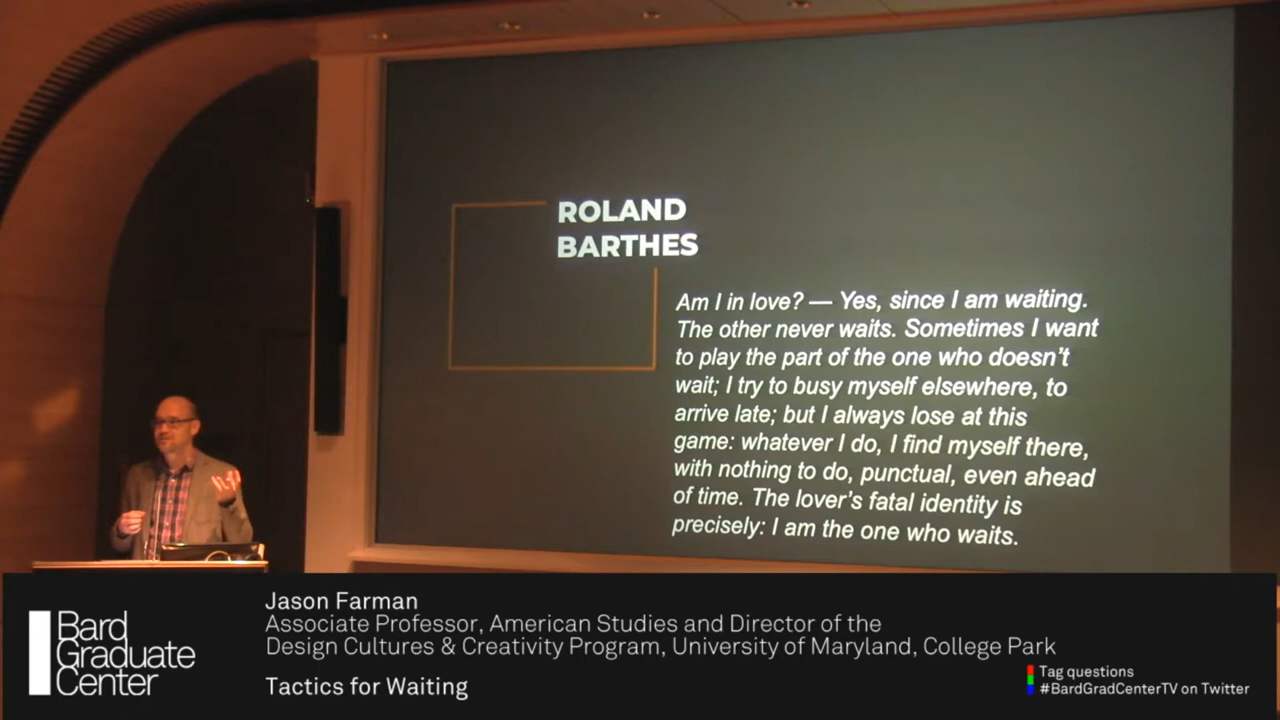 ROLAND
BARTHES
Am I in love? — Yes, since I am waiting.
The other never waits. Sometimes I want
to play the part of the one who doesn't
wait; I try to busy myself elsewhere, to
arrive late; but I always lose at this
game: whatever I do, I find myself there,
with nothing to do, punctual, even ahead
of time. The lover's fatal identity is
precisely: I am the one who waits.
Bard
Graduate
Center
Jason Farman
Associate Professor, American Studies and Director of the
Design Cultures & Creativity Program, University of Maryland, College Park
Tactics for Waiting
Tag questions
#BardGradCenterTV on Twitter